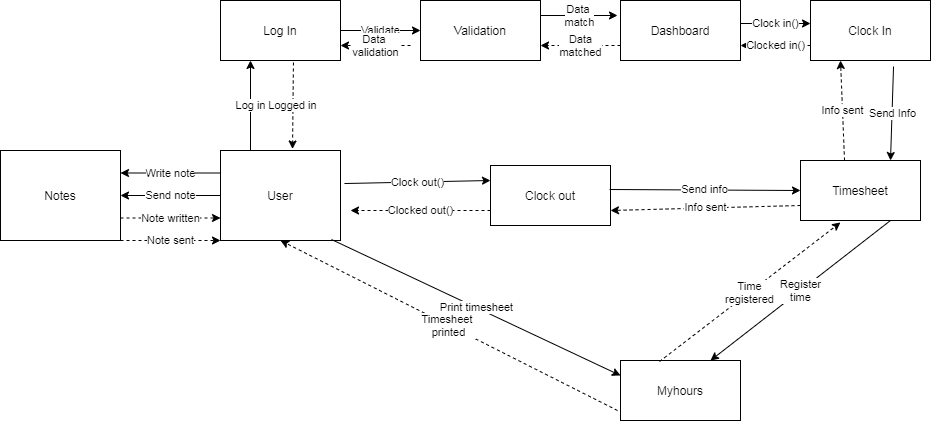 Log In
Validate
Data
validation
Validation
Data
match
Data
matched
Dashboard
Clock in()
Clocked in()
Clock In
Log in
Logged in
Info sent
Send Info
Notes
Write note
Send note
Note written
Note sent
User
Clock out()
Clocked out()
Clock out
Send info
Info sent
Timesheet
Print timesheet
Timesheet
printed
Time
registered
Register
time
Myhours